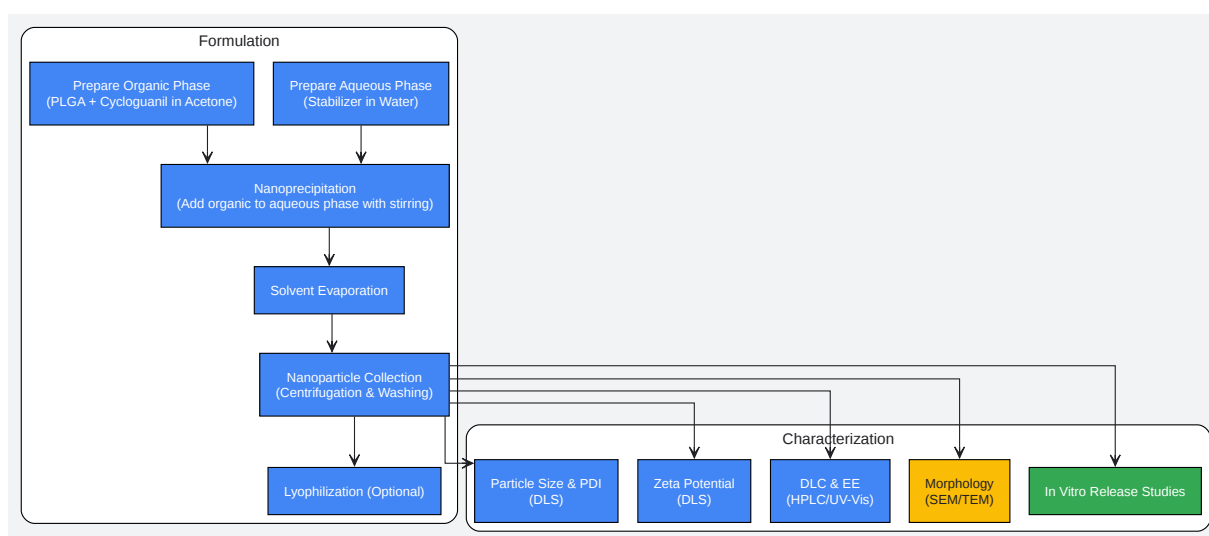 Formulation
Prepare Organic Phase
(PLGA + Cycloguanil in Acetone)
Prepare Aqueous Phase
(Stabilizer in Water)
Nanoprecipitation
(Add organic to aqueous phase with stirring)
Solvent Evaporation
Nanoparticle Collection
(Centrifugation & Washing)
Lyophilization (Optional)
Characterization
Particle Size & PDI
(DLS)
Zeta Potential
(DLS)
DLC & EE
(HPLC/UV-Vis)
Morphology
(SEM/TEM)
In Vitro Release Studies